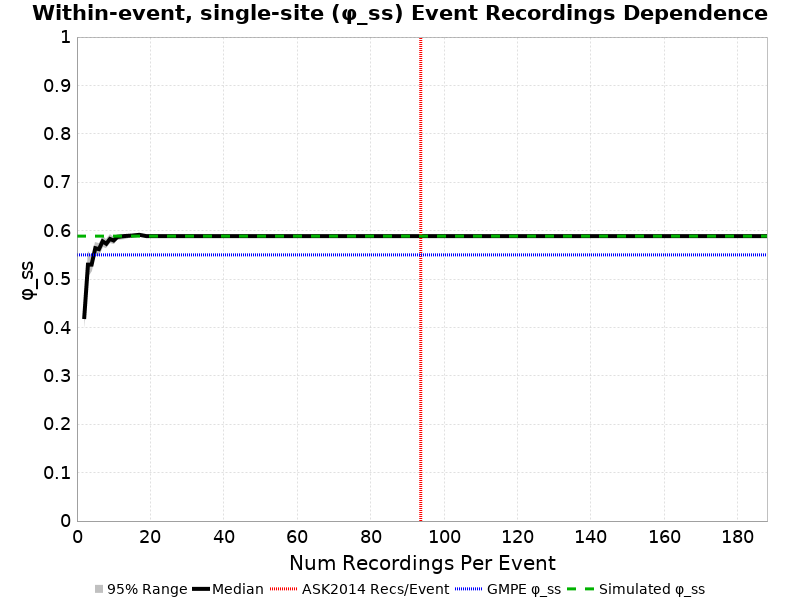 Within-event, single-site (φ_ss) Event Recordings Dependence
1
0.9
0.8
0.7
0.6
0.5
0.4
0.3
0.2
0.1
0
φ_ss
0 20 40 60 80 100 120 140 160 180
Num Recordings Per Event
95% Range Median ASK2014 Recs/Event GMPE φ_ss Simulated φ_ss